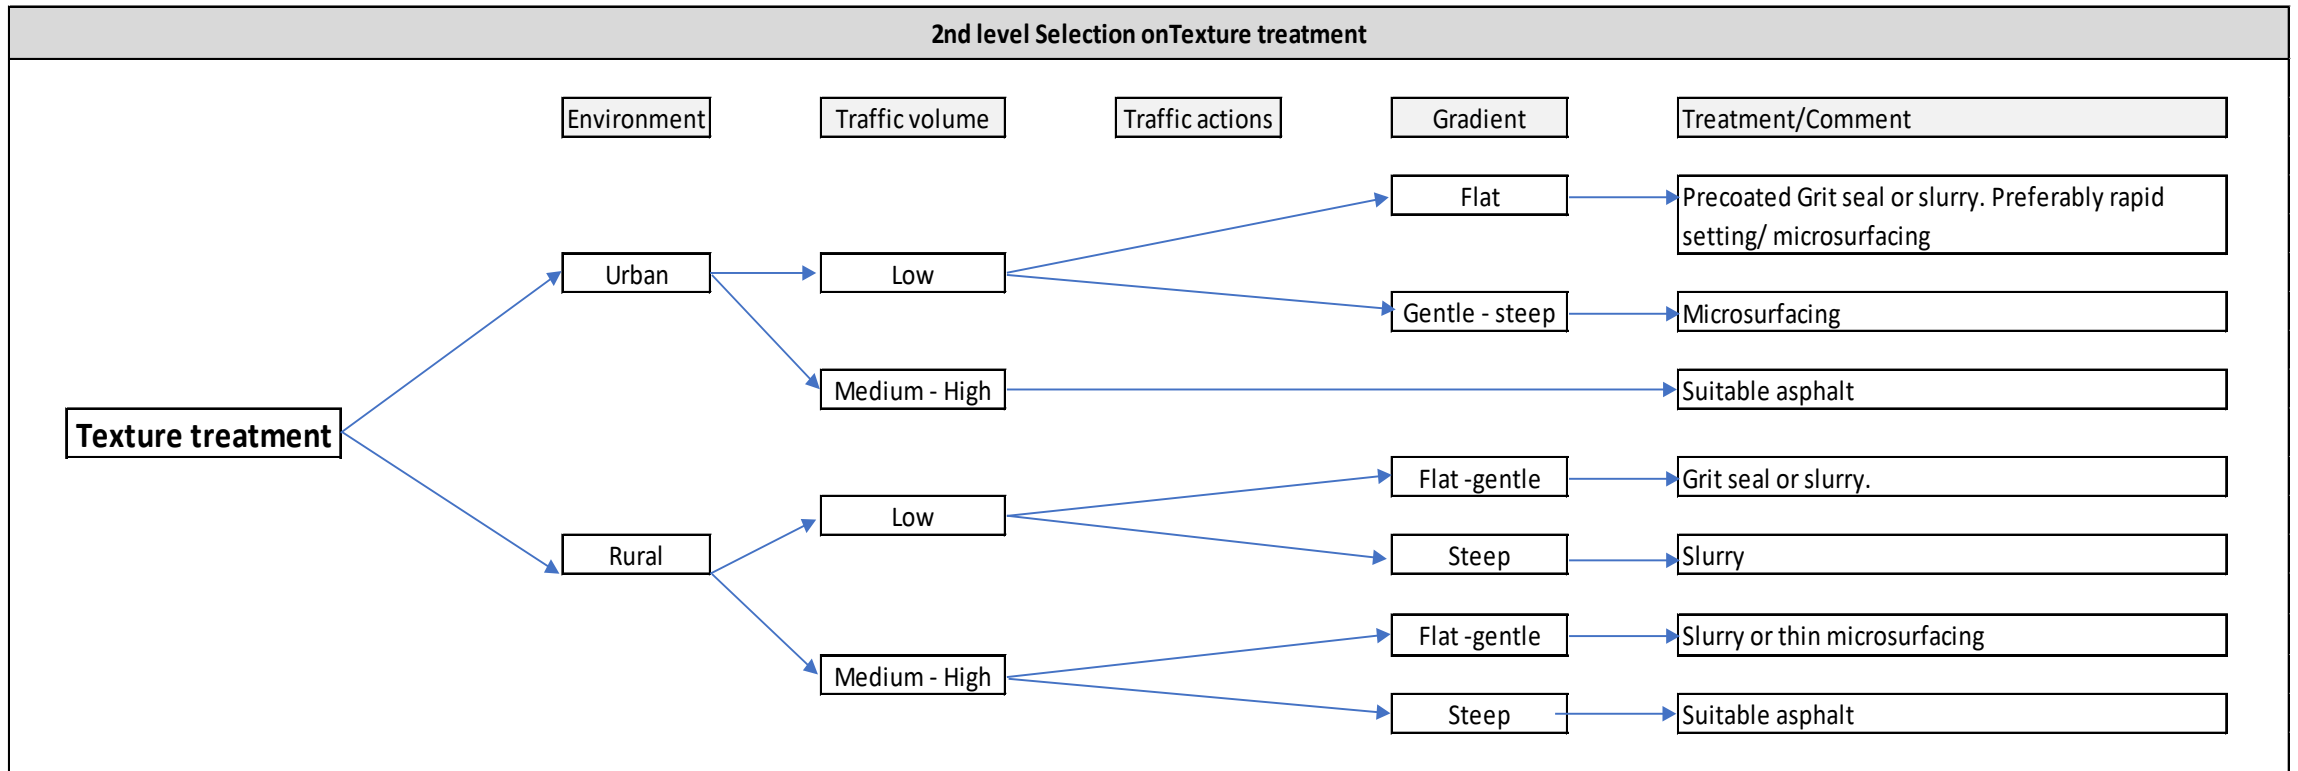 2nd level Selection onTexture treatment
Environment
Traffic volume
Traffic actions
Gradient
Treatment/Comment
Flat
Precoated Grit seal or slurry. Preferably rapid
setting/ microsurfacing
Urban
Low
Gentle - steep
Microsurfacing
Medium - High
Suitable asphalt
Texture treatment
Flat -gentle
Grit seal or slurry.
Low
Rural
Steep
Slurry
Flat -gentle
Slurry or thin microsurfacing
Medium - High
Steep
Suitable asphalt